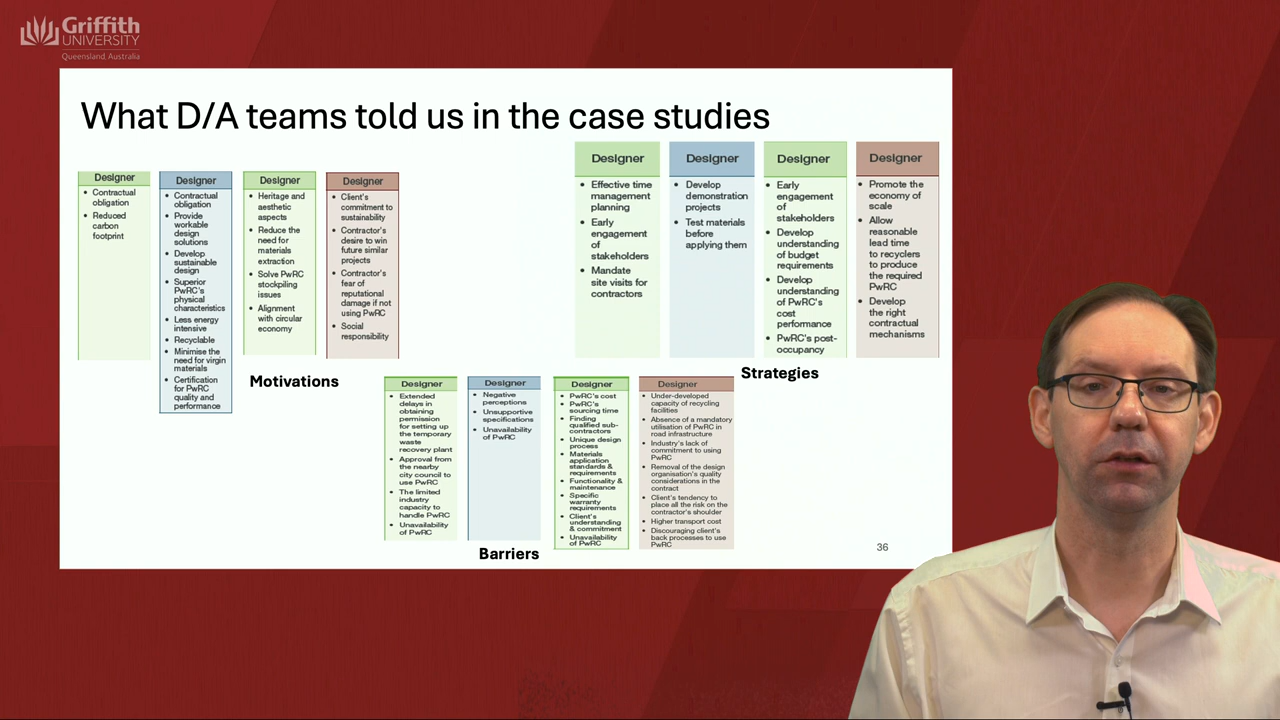 Griffith
UNIVERSITY
Queensland, Australia
What D/A teams told us in the case studies
Designer
• Contractual
obligation
• Reduced
carbon
footprint
Designer
• Contractual
obligation
• Provide
workable
design
solutions
• Develop
sustainable
design
• Superior
PwRC's
physical
characteristics
• Less energy
intensive
• Recyclable
• Minimise the
need for virgin
materials
• Certification
for PwRC
quality and
performance
Designer
• Heritage and
aesthetic
aspects
• Reduce the
need for
materials
extraction
• Solve PwRC
stockpiling
issues
• Alignment
with circular
economy
Designer
• Client's
commitment to
sustainability
• Contractor's
desire to win
future similar
projects
• Contractor's
fear of
reputational
damage if not
using PwRC
• Social
responsibility
Motivations
Designer
• Effective time
management
planning
• Early
engagement
of
stakeholders
• Mandate
site visits for
contractors
Designer
• Develop
demonstration
projects
• Test materials
before
applying them
Designer
• Early
engagement
of
stakeholders
• Develop
understanding
of budget
requirements
• Develop
understanding
of PwRC's
cost
performance
• PwRC's post-
occupancy
Designer
• Promote the
economy of
scale
• Allow
reasonable
lead time
to recyclers
to produce
the required
PwRC
• Develop
the right
contractual
mechanisms
Strategies
Designer
• Extended
delays in
obtaining
permission
for setting up
the temporary
waste
recovery plant
• Approval from
the nearby
city council to
use PwRC
• The limited
industry
capacity to
handle PwRC
• Unavailability
of PwRC
Designer
• Negative
perceptions
• Unsupportive
specifications
• Unavailability
of PwRC
Designer
• PwRC's cost
• PwRC's
sourcing time
• Finding
qualified sub-
contractors
• Unique design
process
• Materials
application
standards &
requirements
• Functionality &
maintenance
• Specific
warranty
requirements
• Client's
understanding
& commitment
• Unavailability
of PwRC
Designer
• Under-developed
capacity of recycling
facilities
• Absence of a mandatory
utilisation of PwRC in
road infrastructure
• Industry's lack of
commitment to using
PwRC
• Removal of the design
organisation's quality
considerations in the
contract
• Client's tendency to
place all the risk on the
contractor's shoulder
• Higher transport cost
• Discouraging client's
back processes to use
PwRC
Barriers
36